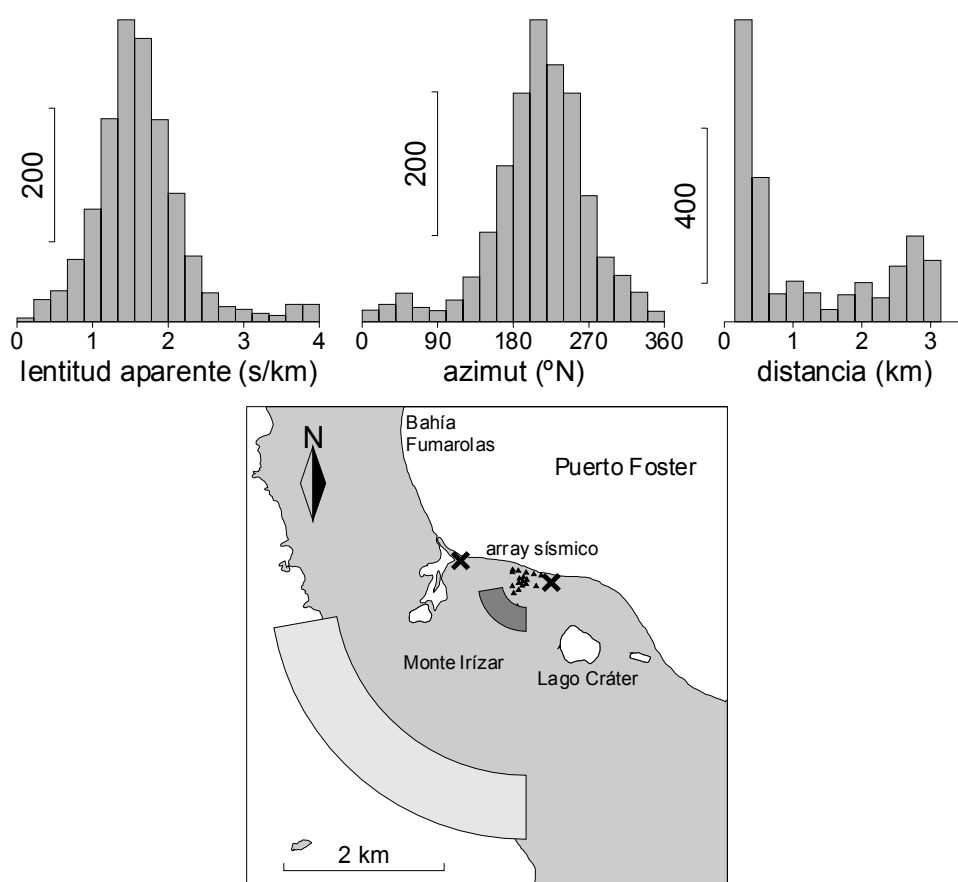 200
0 1 2 3 4
lentitud aparente (s/km)
200
0 90 180 270 360
azimut (ºN)
400
0 1 2 3
distancia (km)
Bahía
Fumarolas
N
Puerto Foster
array sísmico
Monte Irízar
Lago Cráter
2 km